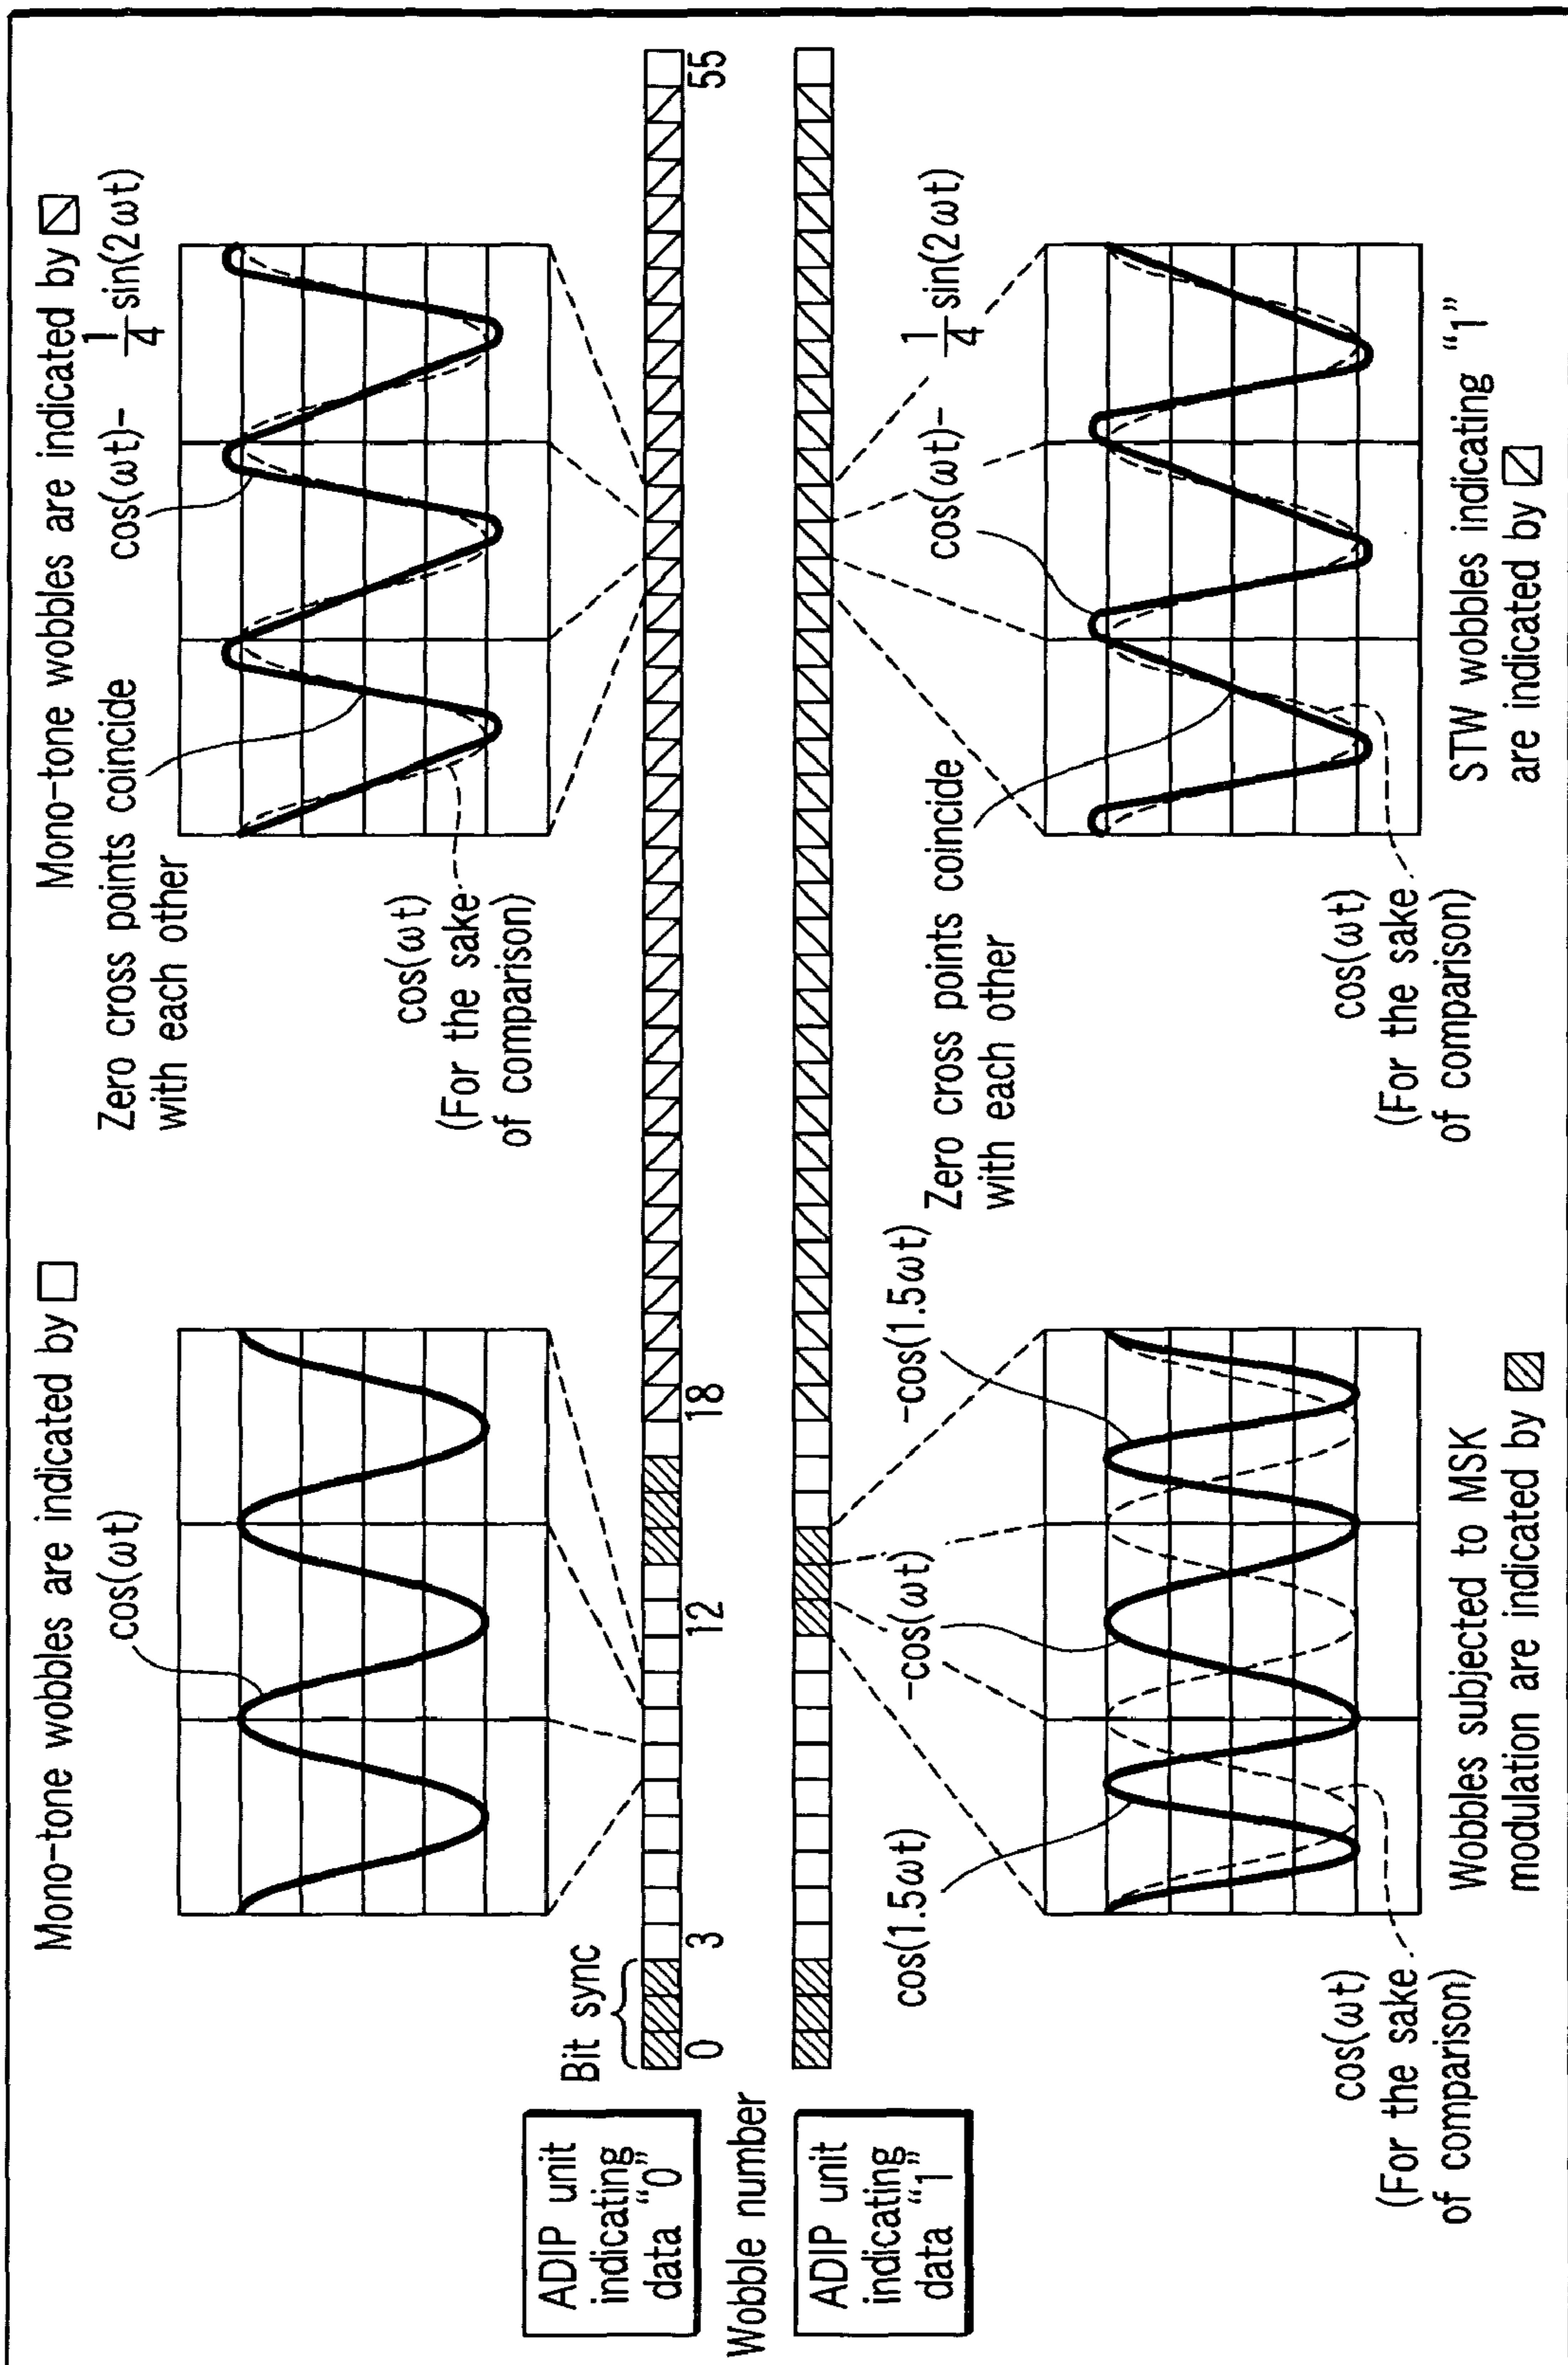 Mono-tone wobbles are indicated by
cos(ωt)
Mono-tone wobbles are indicated by
Zero cross points coincide
with each other
cos(ωt)- 1/4 sin(2ωt)
cos(ωt)
(For the sake
of comparison)
ADIP unit
indicating
data "0"
Bit sync
Wobble number
0
3
12
18
55
ADIP unit
indicating
data "1"
cos(1.5ωt)
-cos(ωt)
-cos(1.5ωt)
cos(ωt)
(For the sake
of comparison)
Wobbles subjected to MSK
modulation are indicated by
Zero cross points coincide
with each other
cos(ωt)- 1/4 sin(2ωt)
cos(ωt)
(For the sake
of comparison)
STW wobbles indicating "1"
are indicated by